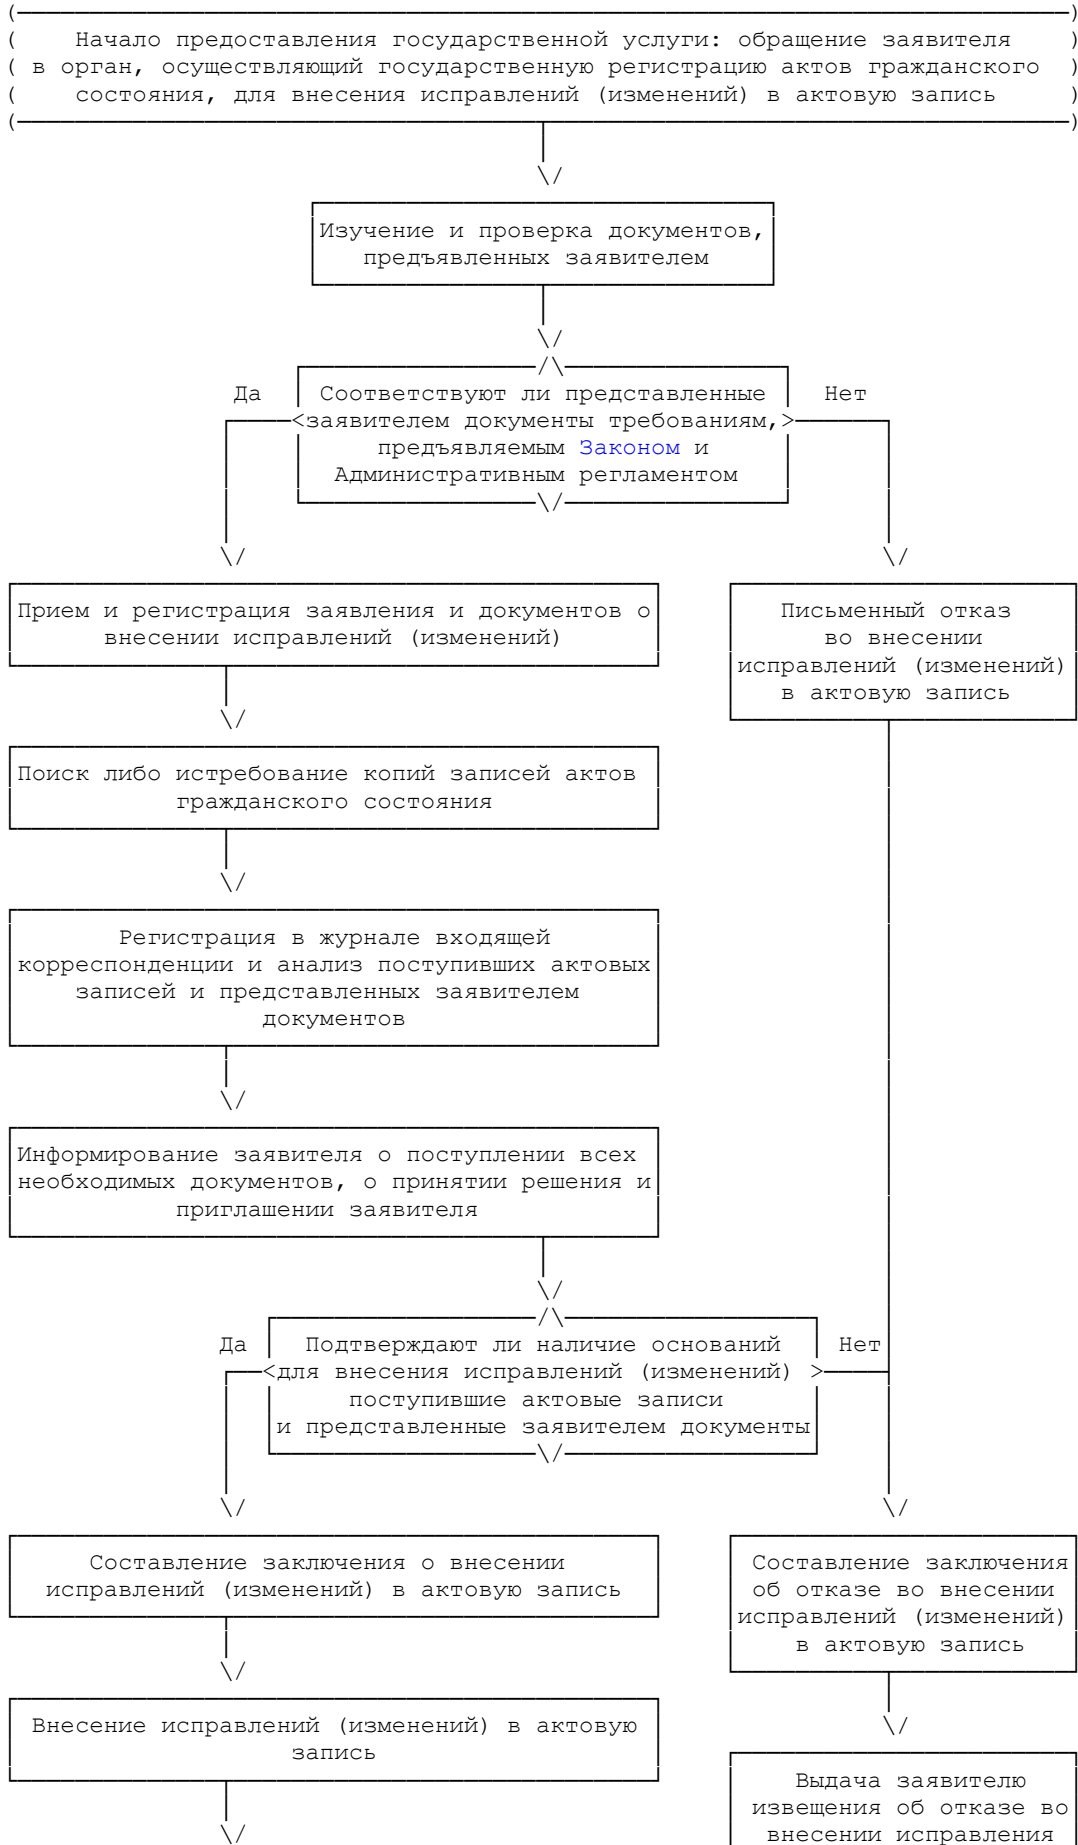 Начало предоставления государственной услуги: обращение заявителя
в орган, осуществляющий государственную регистрацию актов гражданского
состояния, для внесения исправлений (изменений) в актовую запись
Изучение и проверка документов,
предъявленных заявителем
Да
Соответствуют ли представленные
заявителем документы требованиям,
предъявляемым Законом и
Административным регламентом
Нет
Прием и регистрация заявления и документов о
внесении исправлений (изменений)
Письменный отказ
во внесении
исправлений (изменений)
в актовую запись
Поиск либо истребование копий записей актов
гражданского состояния
Регистрация в журнале входящей
корреспонденции и анализ поступивших актовых
записей и представленных заявителем
документов
Информирование заявителя о поступлении всех
необходимых документов, о принятии решения и
приглашении заявителя
Да
Подтверждают ли наличие оснований
для внесения исправлений (изменений)
поступившие актовые записи
и представленные заявителем документы
Нет
Составление заключения о внесении
исправлений (изменений) в актовую запись
Составление заключения
об отказе во внесении
исправлений (изменений)
в актовую запись
Внесение исправлений (изменений) в актовую
запись
Выдача заявителю
извещения об отказе во
внесении исправления